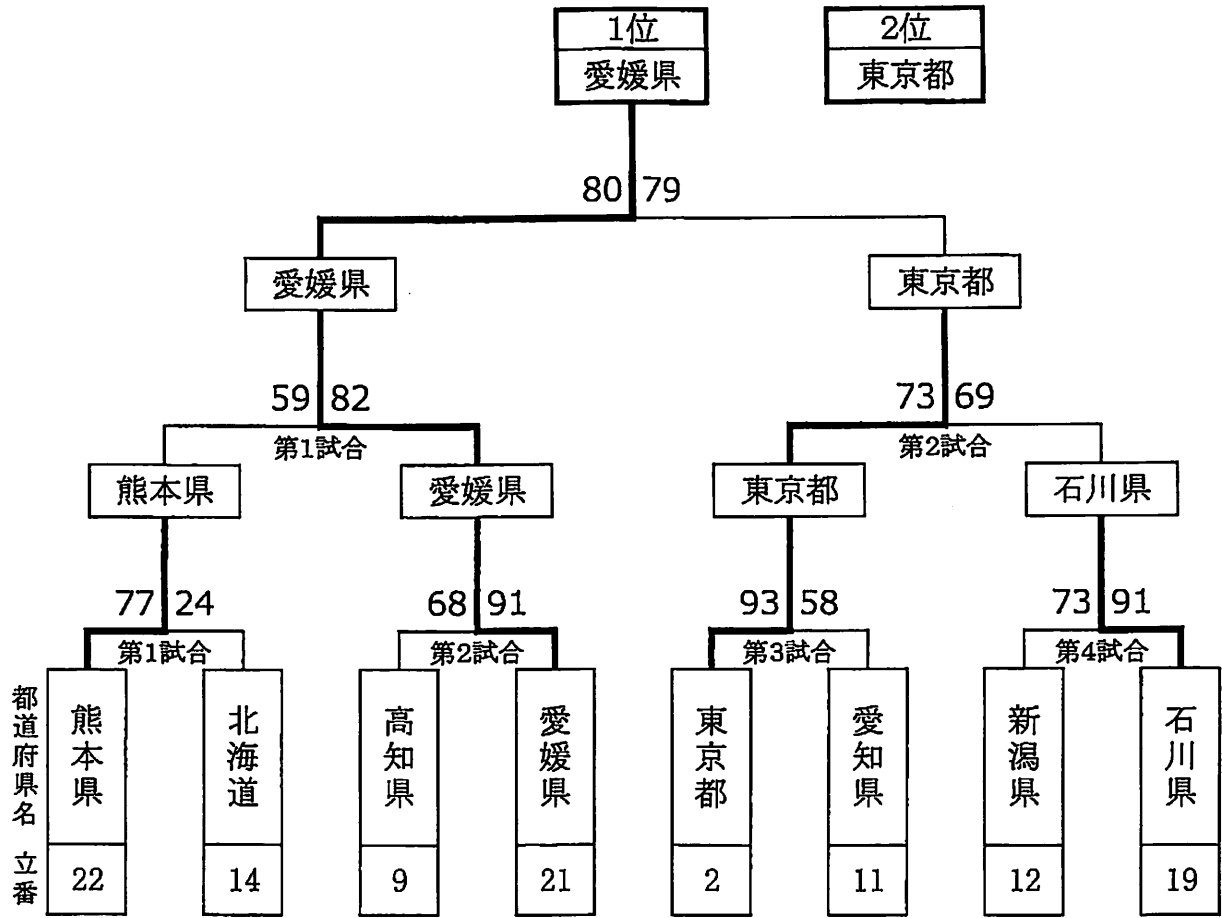 1位 2位
愛媛県 東京都
80 79
愛媛県 東京都
59 82 73 69
第1試合 第2試合
熊本県 愛媛県 東京都 石川県
77 24 68 91 93 58 73 91
第1試合 第2試合 第3試合 第4試合
都道府県名 熊本県 北海道 高知県 愛媛県 東京都 愛知県 新潟県 石川県
立番 22 14 9 21 2 11 12 19